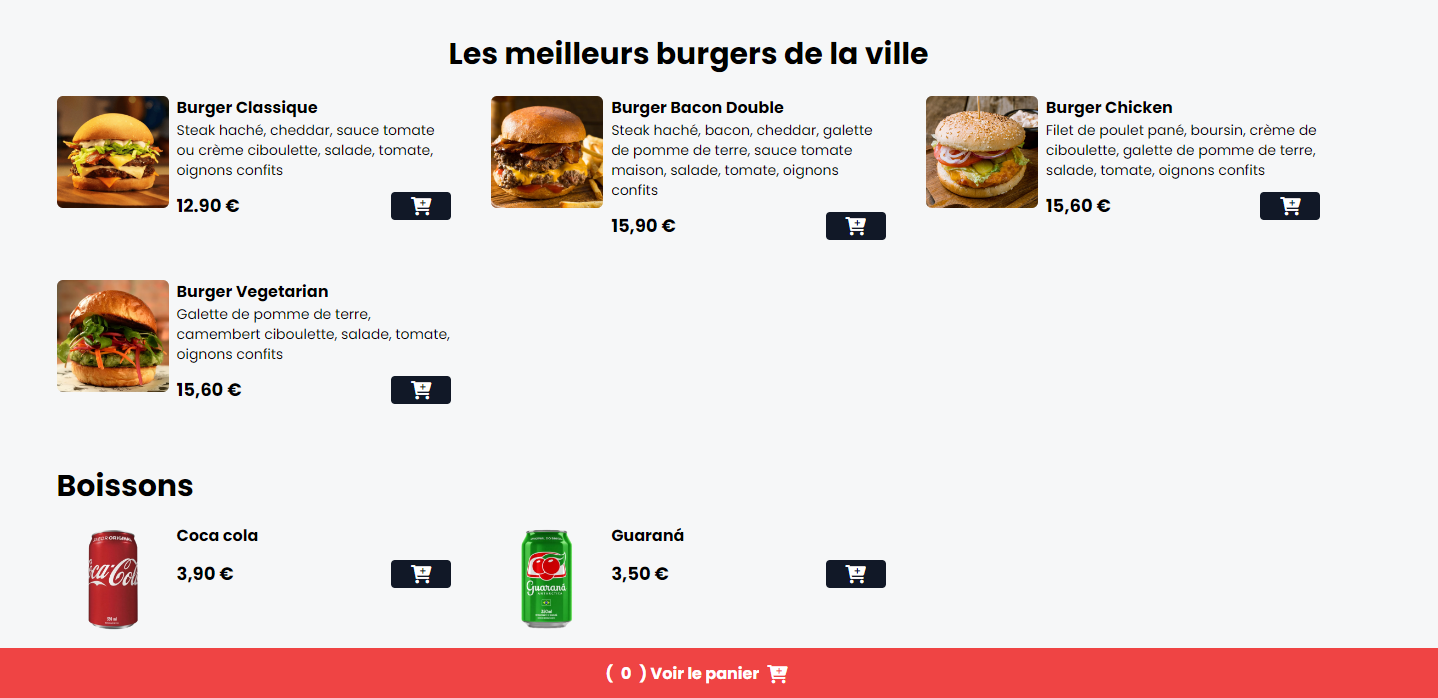 Les meilleurs burgers de la ville
Burger Classique
Steak haché, cheddar, sauce tomate
ou crème ciboulette, salade, tomate,
oignons confits
12.90 €
Burger Bacon Double
Steak haché, bacon, cheddar, galette
de pomme de terre, sauce tomate
maison, salade, tomate, oignons
confits
15,90 €
Burger Chicken
Filet de poulet pané, boursin, crème de
ciboulette, galette de pomme de terre,
salade, tomate, oignons confits
15,60 €
Burger Vegetarian
Galette de pomme de terre,
camembert ciboulette, salade, tomate,
oignons confits
15,60 €
Boissons
Coca cola
3,90 €
Guaraná
3,50 €
Guaraná
( 0 ) Voir le panier